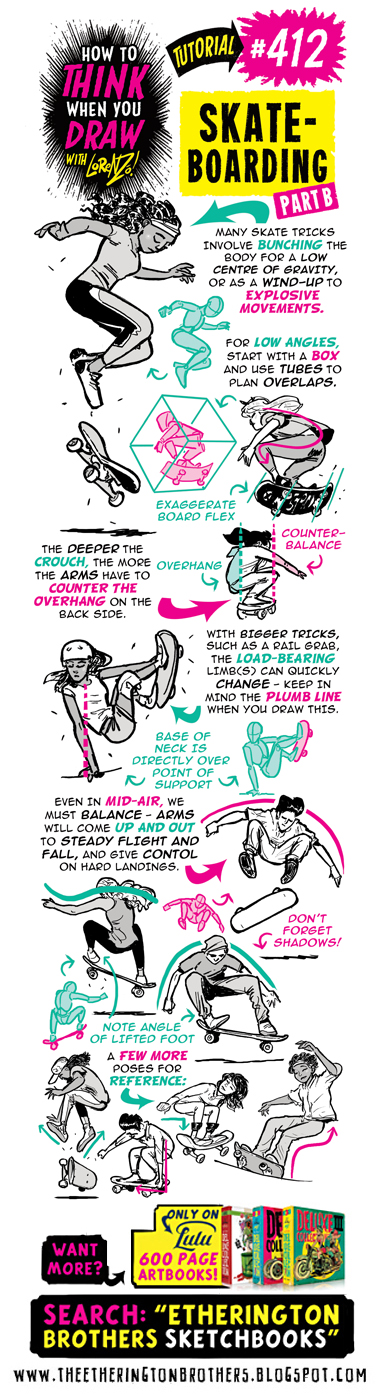 HOW TO
THINK
WHEN YOU
DRAW
WITH LORENZO!
TUTORIAL
#412
SKATE-
BOARDING
PART B
MANY SKATE TRICKS
INVOLVE BUNCHING THE
BODY FOR A LOW
CENTRE OF GRAVITY,
OR AS A WIND-UP TO
EXPLOSIVE
MOVEMENTS.
FOR LOW ANGLES,
START WITH A BOX
AND USE TUBES TO
PLAN OVERLAPS.
EXAGGERATE
BOARD FLEX
COUNTER-
BALANCE
OVERHANG
THE DEEPER THE
CROUCH, THE MORE
THE ARMS HAVE TO
COUNTER THE
OVERHANG ON THE
BACK SIDE.
WITH BIGGER TRICKS,
SUCH AS A RAIL GRAB,
THE LOAD-BEARING
LIMB(S) CAN QUICKLY
CHANGE - KEEP IN
MIND THE PLUMB LINE
WHEN YOU DRAW THIS.
BASE OF
NECK IS
DIRECTLY OVER
POINT OF
SUPPORT
EVEN IN MID-AIR, WE
MUST BALANCE - ARMS
WILL COME UP AND OUT
TO STEADY FLIGHT AND
FALL, AND GIVE CONTOL
ON HARD LANDINGS.
DON'T
FORGET
SHADOWS!
NOTE ANGLE
OF LIFTED FOOT
A FEW MORE
POSES FOR
REFERENCE:
WANT
MORE?
ONLY ON
Lulu
600 PAGE
ARTBOOKS!
SEARCH: "ETHERINGTON
BROTHERS SKETCHBOOKS"
WWW.THEETHERINGTONBROTHERS.BLOGSPOT.COM